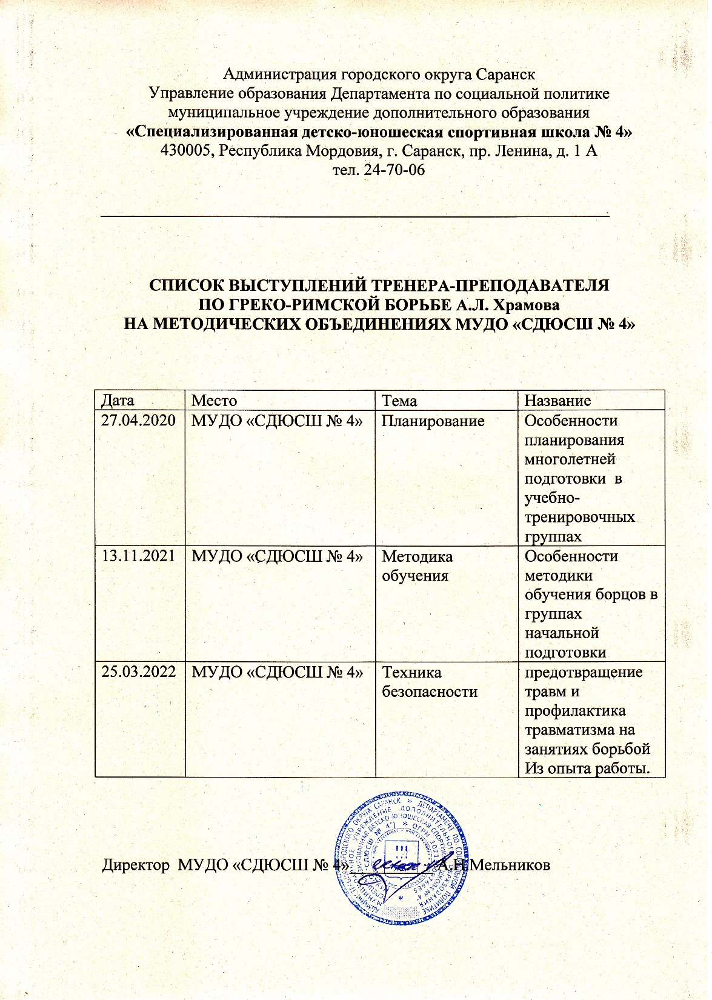 Администрация городского округа Саранск
Управление образования Департамента по социальной политике
муниципальное учреждение дополнительного образования
«Специализированная детско-юношеская спортивная школа № 4»
430005, Республика Мордовия, г. Саранск, пр. Ленина, д. 1 А
тел. 24-70-06
СПИСОК ВЫСТУПЛЕНИЙ ТРЕНЕРА-ПРЕПОДАВАТЕЛЯ
ПО ГРЕКО-РИМСКОЙ БОРЬБЕ А.Л. Храмова
НА МЕТОДИЧЕСКИХ ОБЪЕДИНЕНИЯХ МУДО «СДЮСШ № 4»
Дата Место Тема Название
27.04.2020 МУДО «СДЮСШ № 4» Планирование Особенности
планирования
многолетней
подготовки в
учебно-
тренировочных
группах
13.11.2021 МУДО «СДЮСШ № 4» Методика Особенности
обучения методики
обучения борцов в
группах
начальной
подготовки
25.03.2022 МУДО «СДЮСШ № 4» Техника предотвращение
безопасности травм и
профилактика
травматизма на
занятиях борьбой
Из опыта работы.
Директор МУДО «СДЮСШ № 4» Мельников